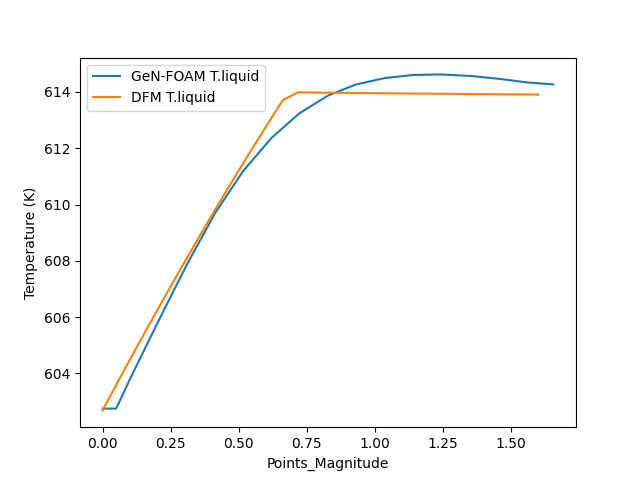 GeN-FOAM T.liquid
DFM T.liquid
614
612
610
608
606
604
Temperature (K)
0.00 0.25 0.50 0.75 1.00 1.25 1.50
Points_Magnitude